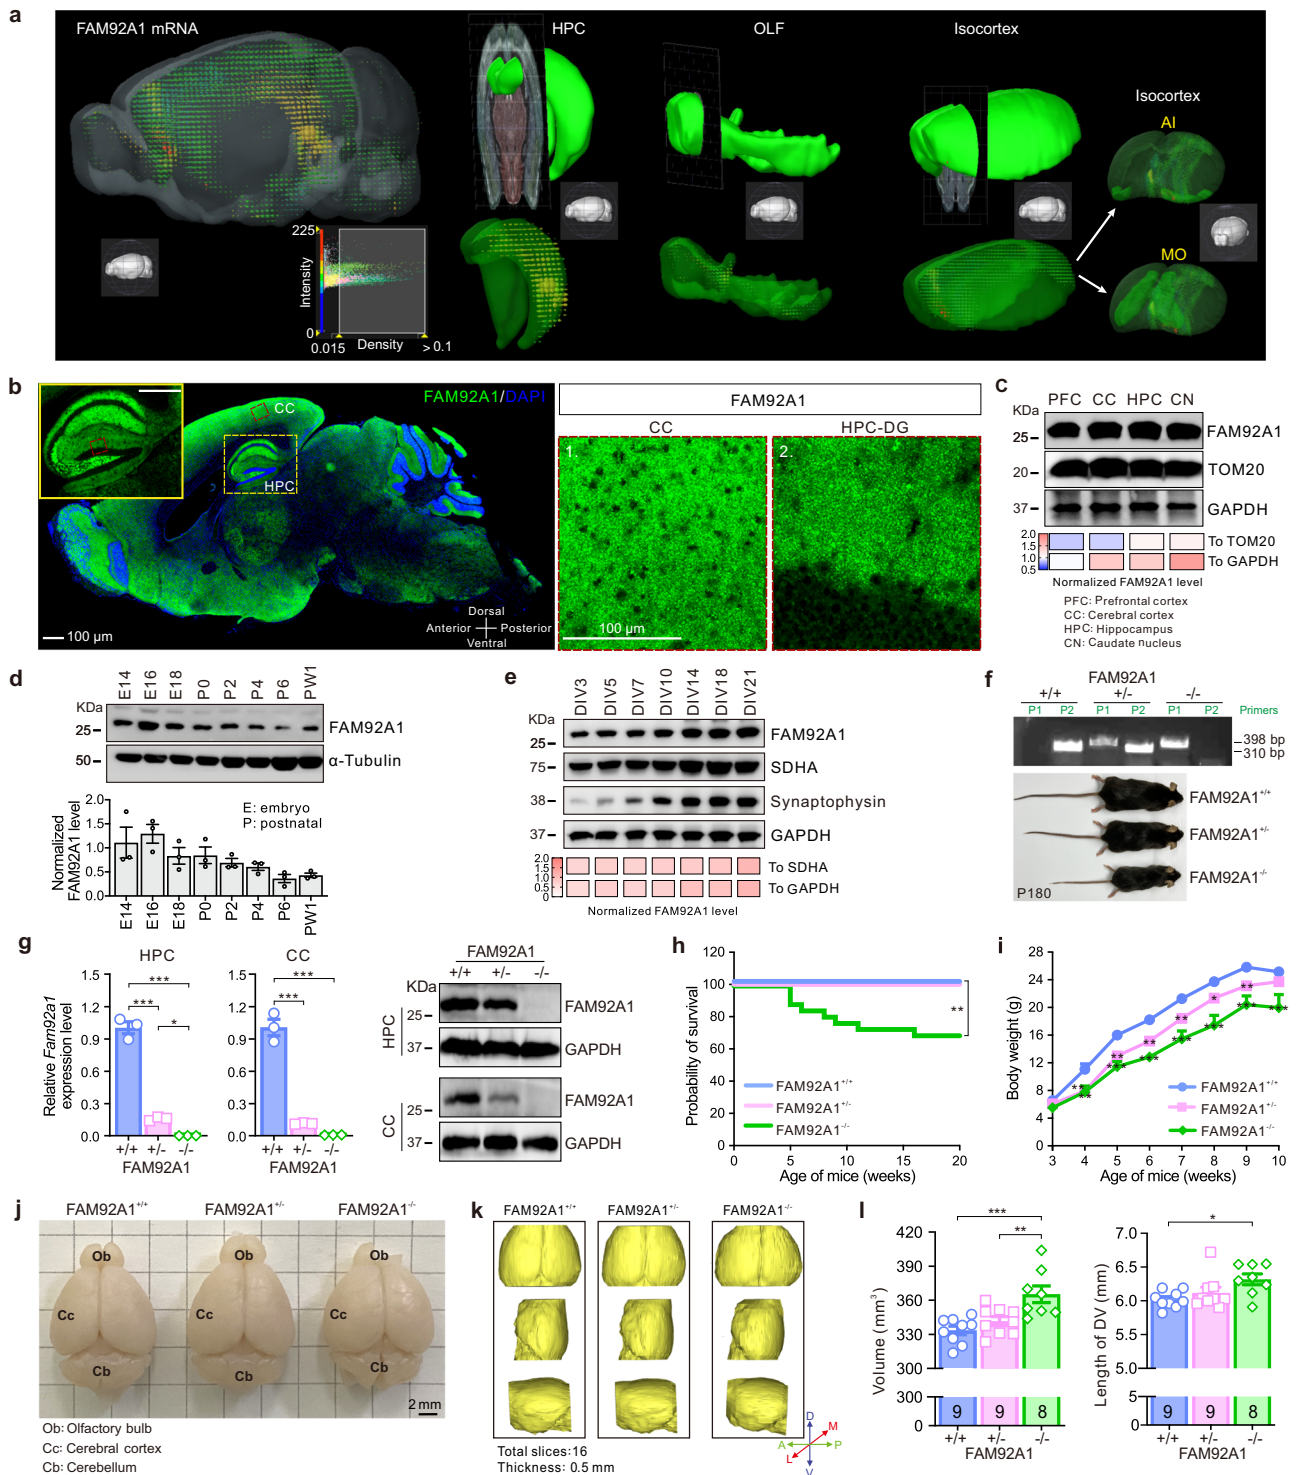 a
FAM92A1 mRNA
HPC
OLF
Isocortex
Isocortex
AI
MO
225
Intensity
0
0.015
Density
> 0.1
b
FAM92A1/DAPI
CC
HPC
100 µm
Dorsal
Anterior
Posterior
Ventral
FAM92A1
CC
HPC-DG
1.
2.
100 µm
c
PFC CC HPC CN
KDa
25
FAM92A1
20
TOM20
37
GAPDH
2.0
1.5
1.0
0.5
To TOM20
To GAPDH
Normalized FAM92A1 level
PFC: Prefrontal cortex
CC: Cerebral cortex
HPC: Hippocampus
CN: Caudate nucleus
d
E14 E16 E18 P0 P2 P4 P6 PW1
KDa
25
FAM92A1
50
α-Tubulin
Normalized FAM92A1 level
2.0
1.5
1.0
0.5
0.0
E: embryo
P: postnatal
E14 E16 E18 P0 P2 P4 P6 PW1
e
DIV3 DIV5 DIV7 DIV10 DIV14 DIV18 DIV21
KDa
25
FAM92A1
75
SDHA
38
Synaptophysin
37
GAPDH
2.0
1.5
1.0
0.5
To SDHA
To GAPDH
Normalized FAM92A1 level
f
FAM92A1
+/+ +/- -/-
P1 P2 P1 P2 P1 P2 Primers
398 bp
310 bp
FAM92A1+/+
FAM92A1+/-
FAM92A1-/-
P180
g
HPC
CC
Relative Fam92a1 expression level
1.5
1.2
0.9
0.6
0.3
0.0
***
***
*
+/+ +/- -/-
FAM92A1
1.5
1.2
0.9
0.6
0.3
0.0
***
***
+/+ +/- -/-
FAM92A1
FAM92A1
+/+ +/- -/-
KDa
HPC
25
FAM92A1
37
GAPDH
CC
25
FAM92A1
37
GAPDH
h
Probability of survival
120
100
80
60
40
20
0
**
FAM92A1+/+
FAM92A1+/-
FAM92A1-/-
0 5 10 15 20
Age of mice (weeks)
i
Body weight (g)
28
24
20
16
12
8
4
0
** ** ** ** ** ** ** *** * *** ** *** ***
FAM92A1+/+
FAM92A1+/-
FAM92A1-/-
3 4 5 6 7 8 9 10
Age of mice (weeks)
j
FAM92A1+/+ FAM92A1+/- FAM92A1-/-
Ob Ob Ob
Cc Cc Cc
Cb Cb Cb
2 mm
Ob: Olfactory bulb
Cc: Cerebral cortex
Cb: Cerebellum
k
FAM92A1+/+ FAM92A1+/- FAM92A1-/-
Total slices: 16
Thickness: 0.5 mm
D
M
A
P
L
V
l
Volume (mm3)
420
390
360
330
300
300
0
***
**
9 9 8
+/+ +/- -/-
FAM92A1
Length of DV (mm)
7.0
6.5
6.0
5.5
5.0
5
0
*
9 9 8
+/+ +/- -/-
FAM92A1